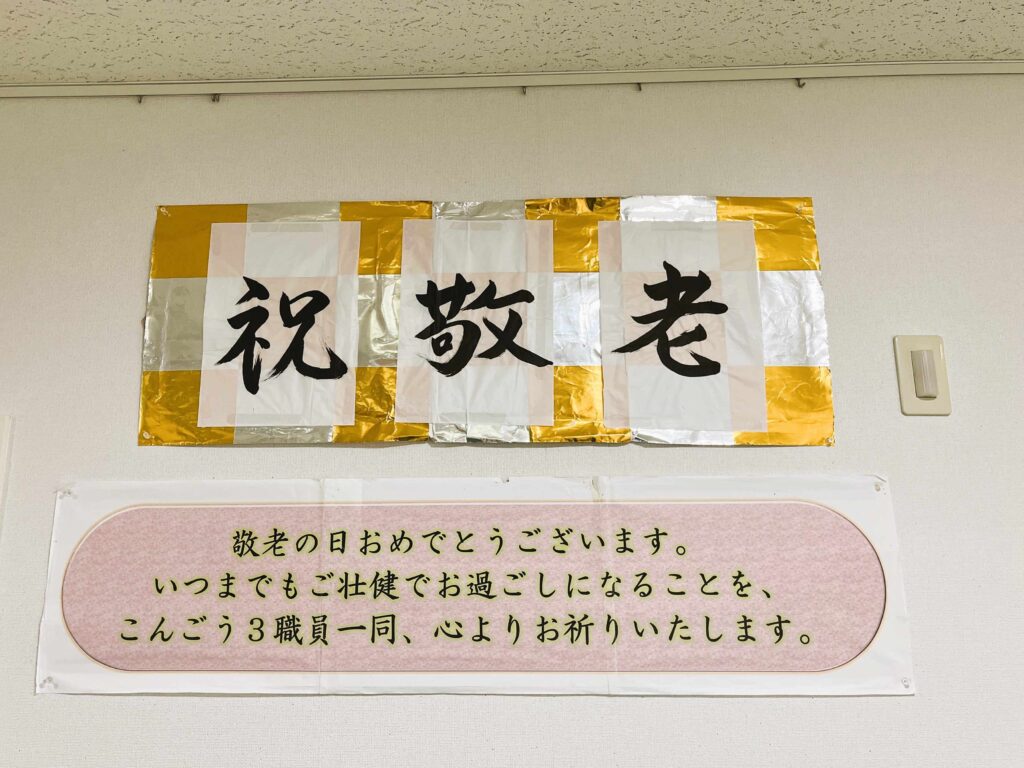 祝敬老
敬老の日おめでとうございます。
いつまでもご壮健でお過ごしになることを、
こんごう３職員一同、心よりお祈りいたします。